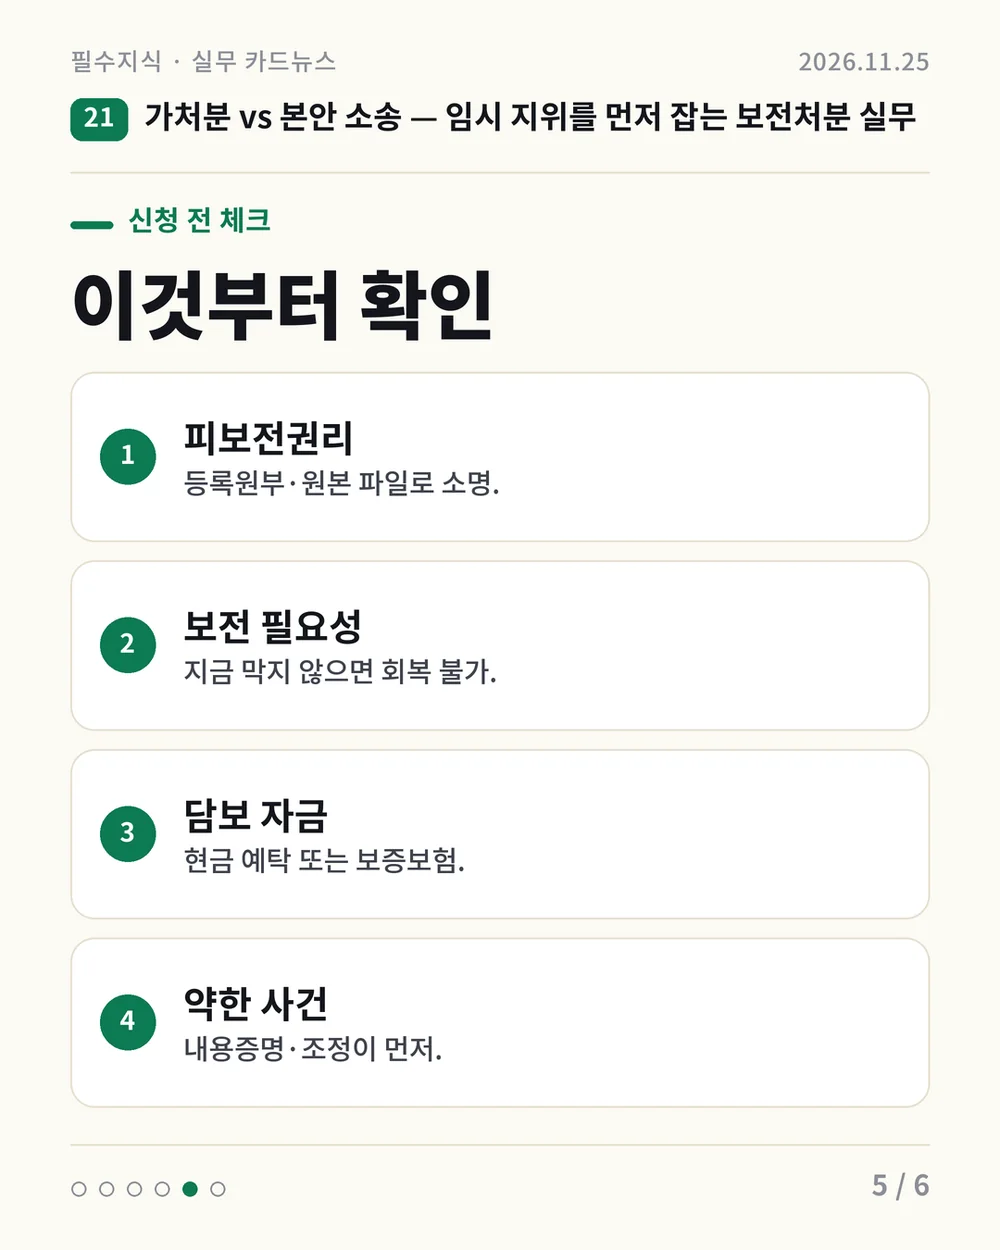 필수지식 · 실무 카드뉴스
2026.11.25
21 가처분 vs 본안 소송 — 임시 지위를 먼저 잡는 보전처분 실무
신청 전 체크
이것부터 확인
1 피보전권리
등록원부·원본 파일로 소명.
2 보전 필요성
지금 막지 않으면 회복 불가.
3 담보 자금
현금 예탁 또는 보증보험.
4 약한 사건
내용증명·조정이 먼저.
5 / 6